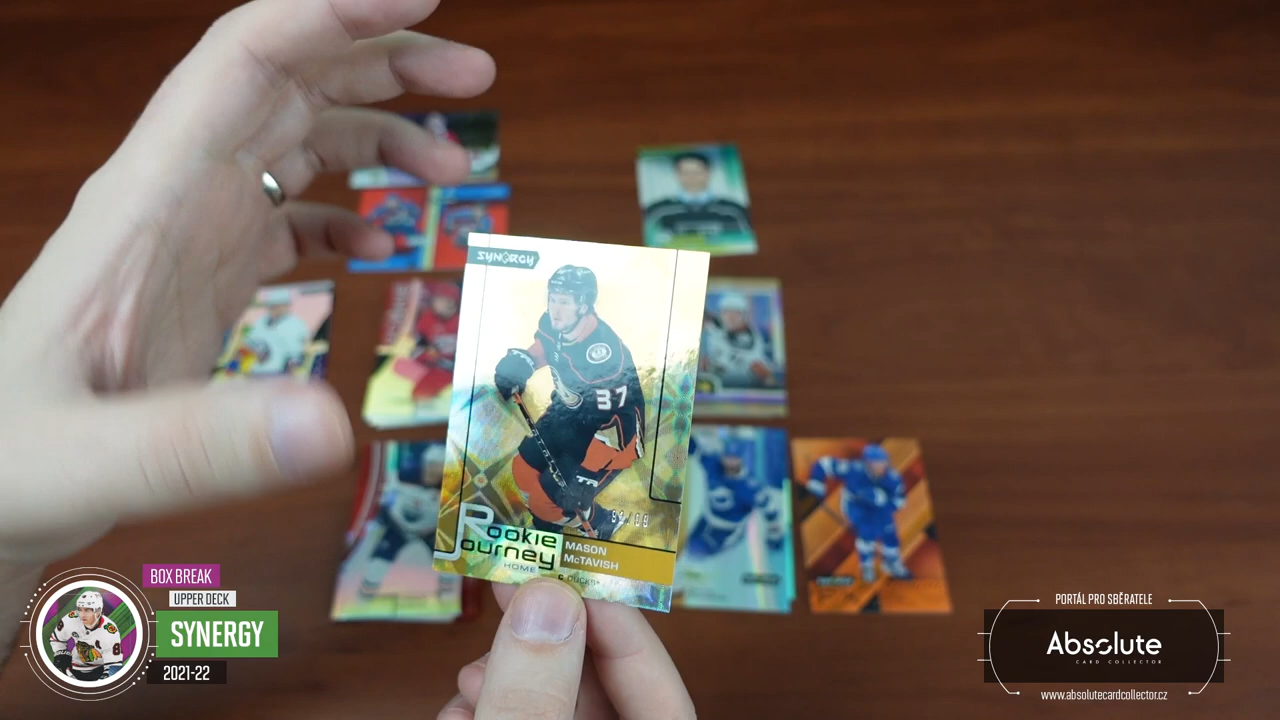 SYNERGY
37
Rookie
Journey
HOME
MASON
McTAVISH
C DUCKS
BOX BREAK
UPPER DECK
SYNERGY
2021-22
PORTÁL PRO SBĚRATELE
Absolute
CARD COLLECTOR
www.absolutecardcollector.cz